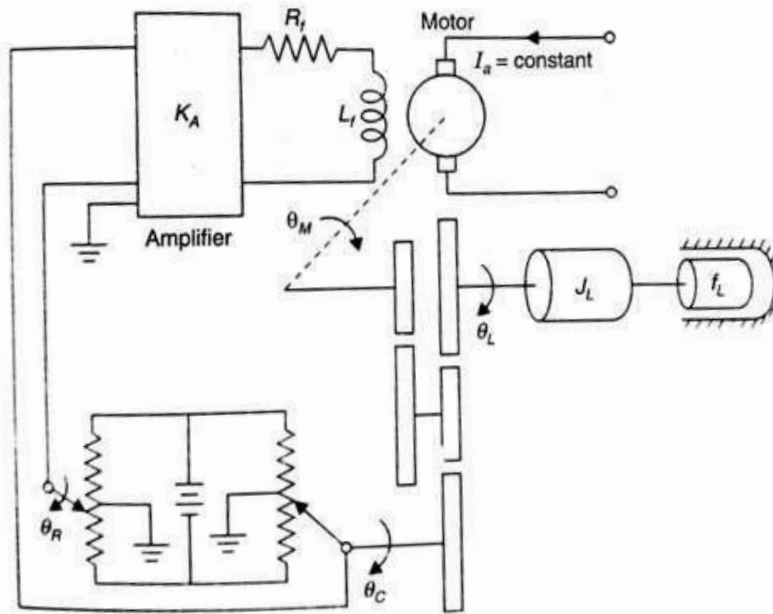 R_f
Motor
I_a = constant
K_A
L_f
Amplifier
θ_M
J_L
f_L
θ_L
θ_R
θ_C